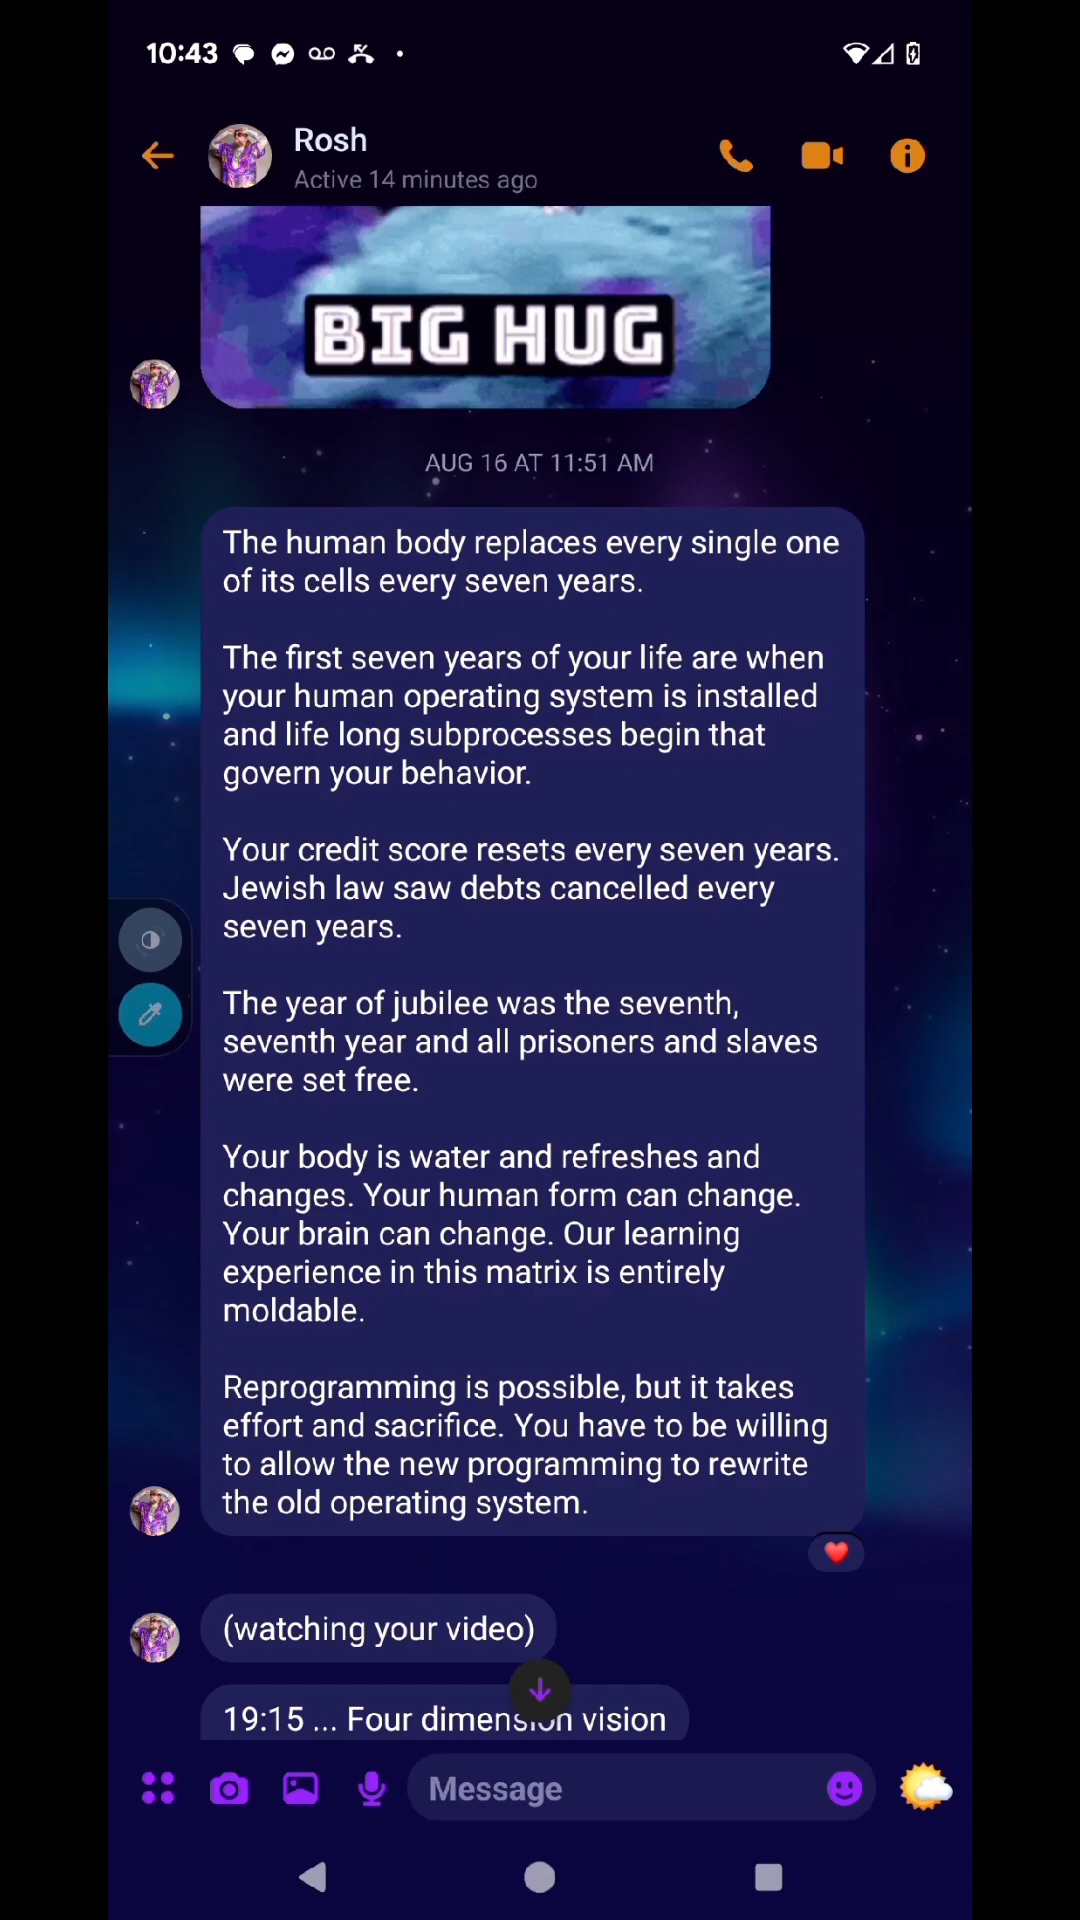 10:43
Rosh
Active 14 minutes ago
BIG HUG
AUG 16 AT 11:51 AM
The human body replaces every single one
of its cells every seven years.
The first seven years of your life are when
your human operating system is installed
and life long subprocesses begin that
govern your behavior.
Your credit score resets every seven years.
Jewish law saw debts cancelled every
seven years.
The year of jubilee was the seventh,
seventh year and all prisoners and slaves
were set free.
Your body is water and refreshes and
changes. Your human form can change.
Your brain can change. Our learning
experience in this matrix is entirely
moldable.
Reprogramming is possible, but it takes
effort and sacrifice. You have to be willing
to allow the new programming to rewrite
the old operating system.
(watching your video)
19:15 ... Four dimension vision
Message